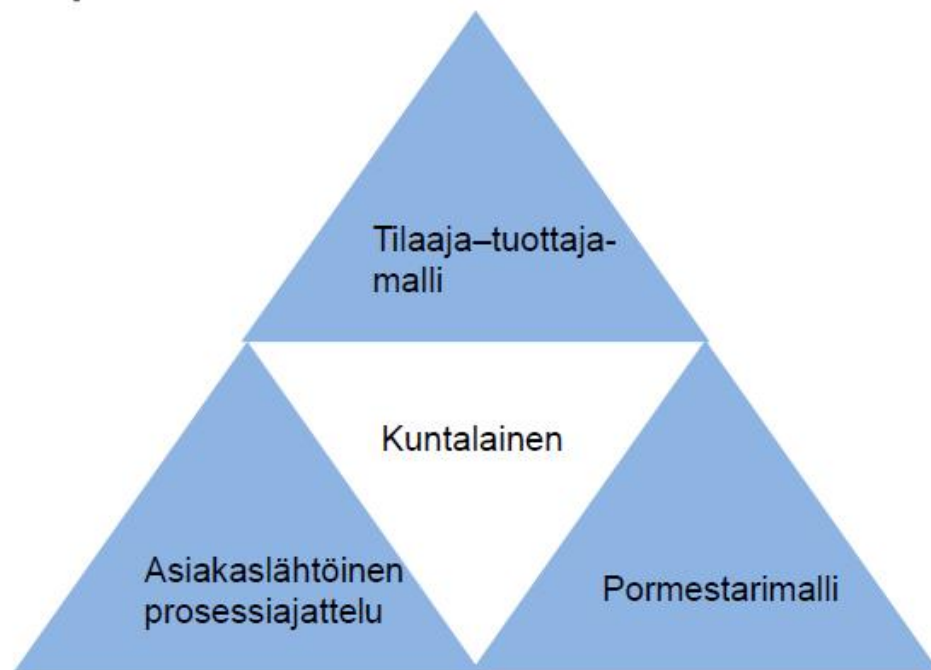 Tilaaja–tuottaja-
malli
Kuntalainen
Asiakaslähtöinen
prosessiajattelu
Pormestarimalli